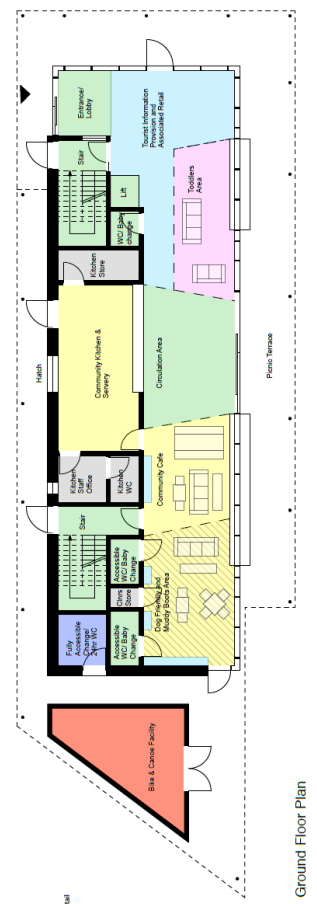 tail
Hatch
Fully
Accessible
Change/
24hr WC
Stair
Kitchen
Staff
Office
Community Kitchen &
Servery
Kitchen
Store
Stair
Entrance/
Lobby
Accessible
WC/ Baby
Change
Clnrs
Store
Accessible
WC/ Baby
Change
Kitchen
WC
WC/ Baby
change
Lift
Bike & Canoe Facility
Dog Friendly and
Muddy Boots Area
Community Cafe
Circulation Area
Tourist Information
Provision and
Associated Retail
Toddlers
Area
Picnic Terrace
Ground Floor Plan